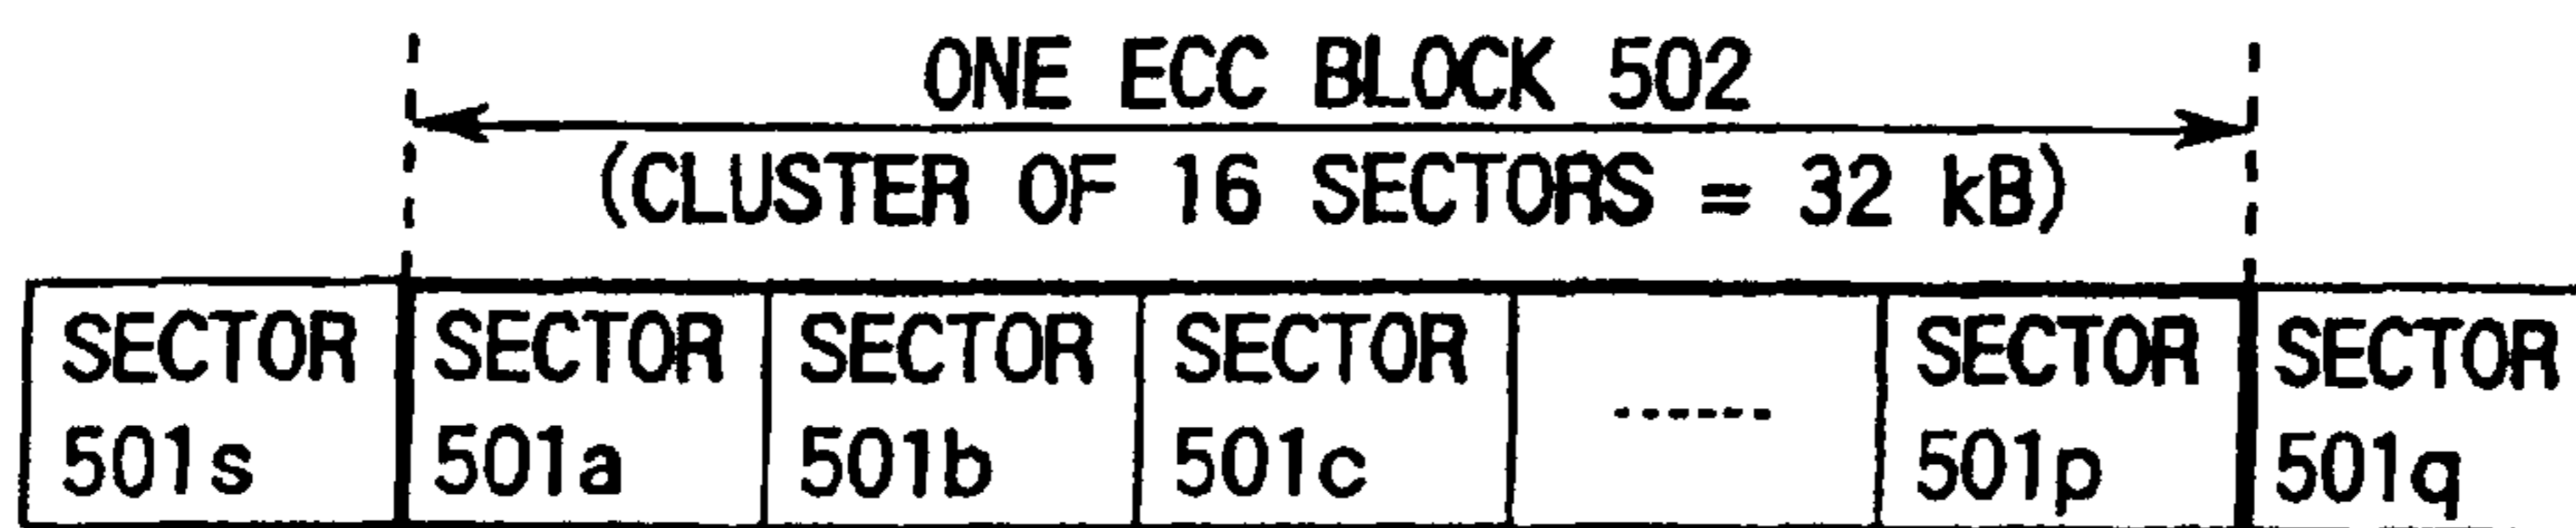 ONE ECC BLOCK 502
(CLUSTER OF 16 SECTORS = 32 kB)
SECTOR SECTOR SECTOR SECTOR SECTOR SECTOR
501s 501a 501b 501c ------ 501p 501q